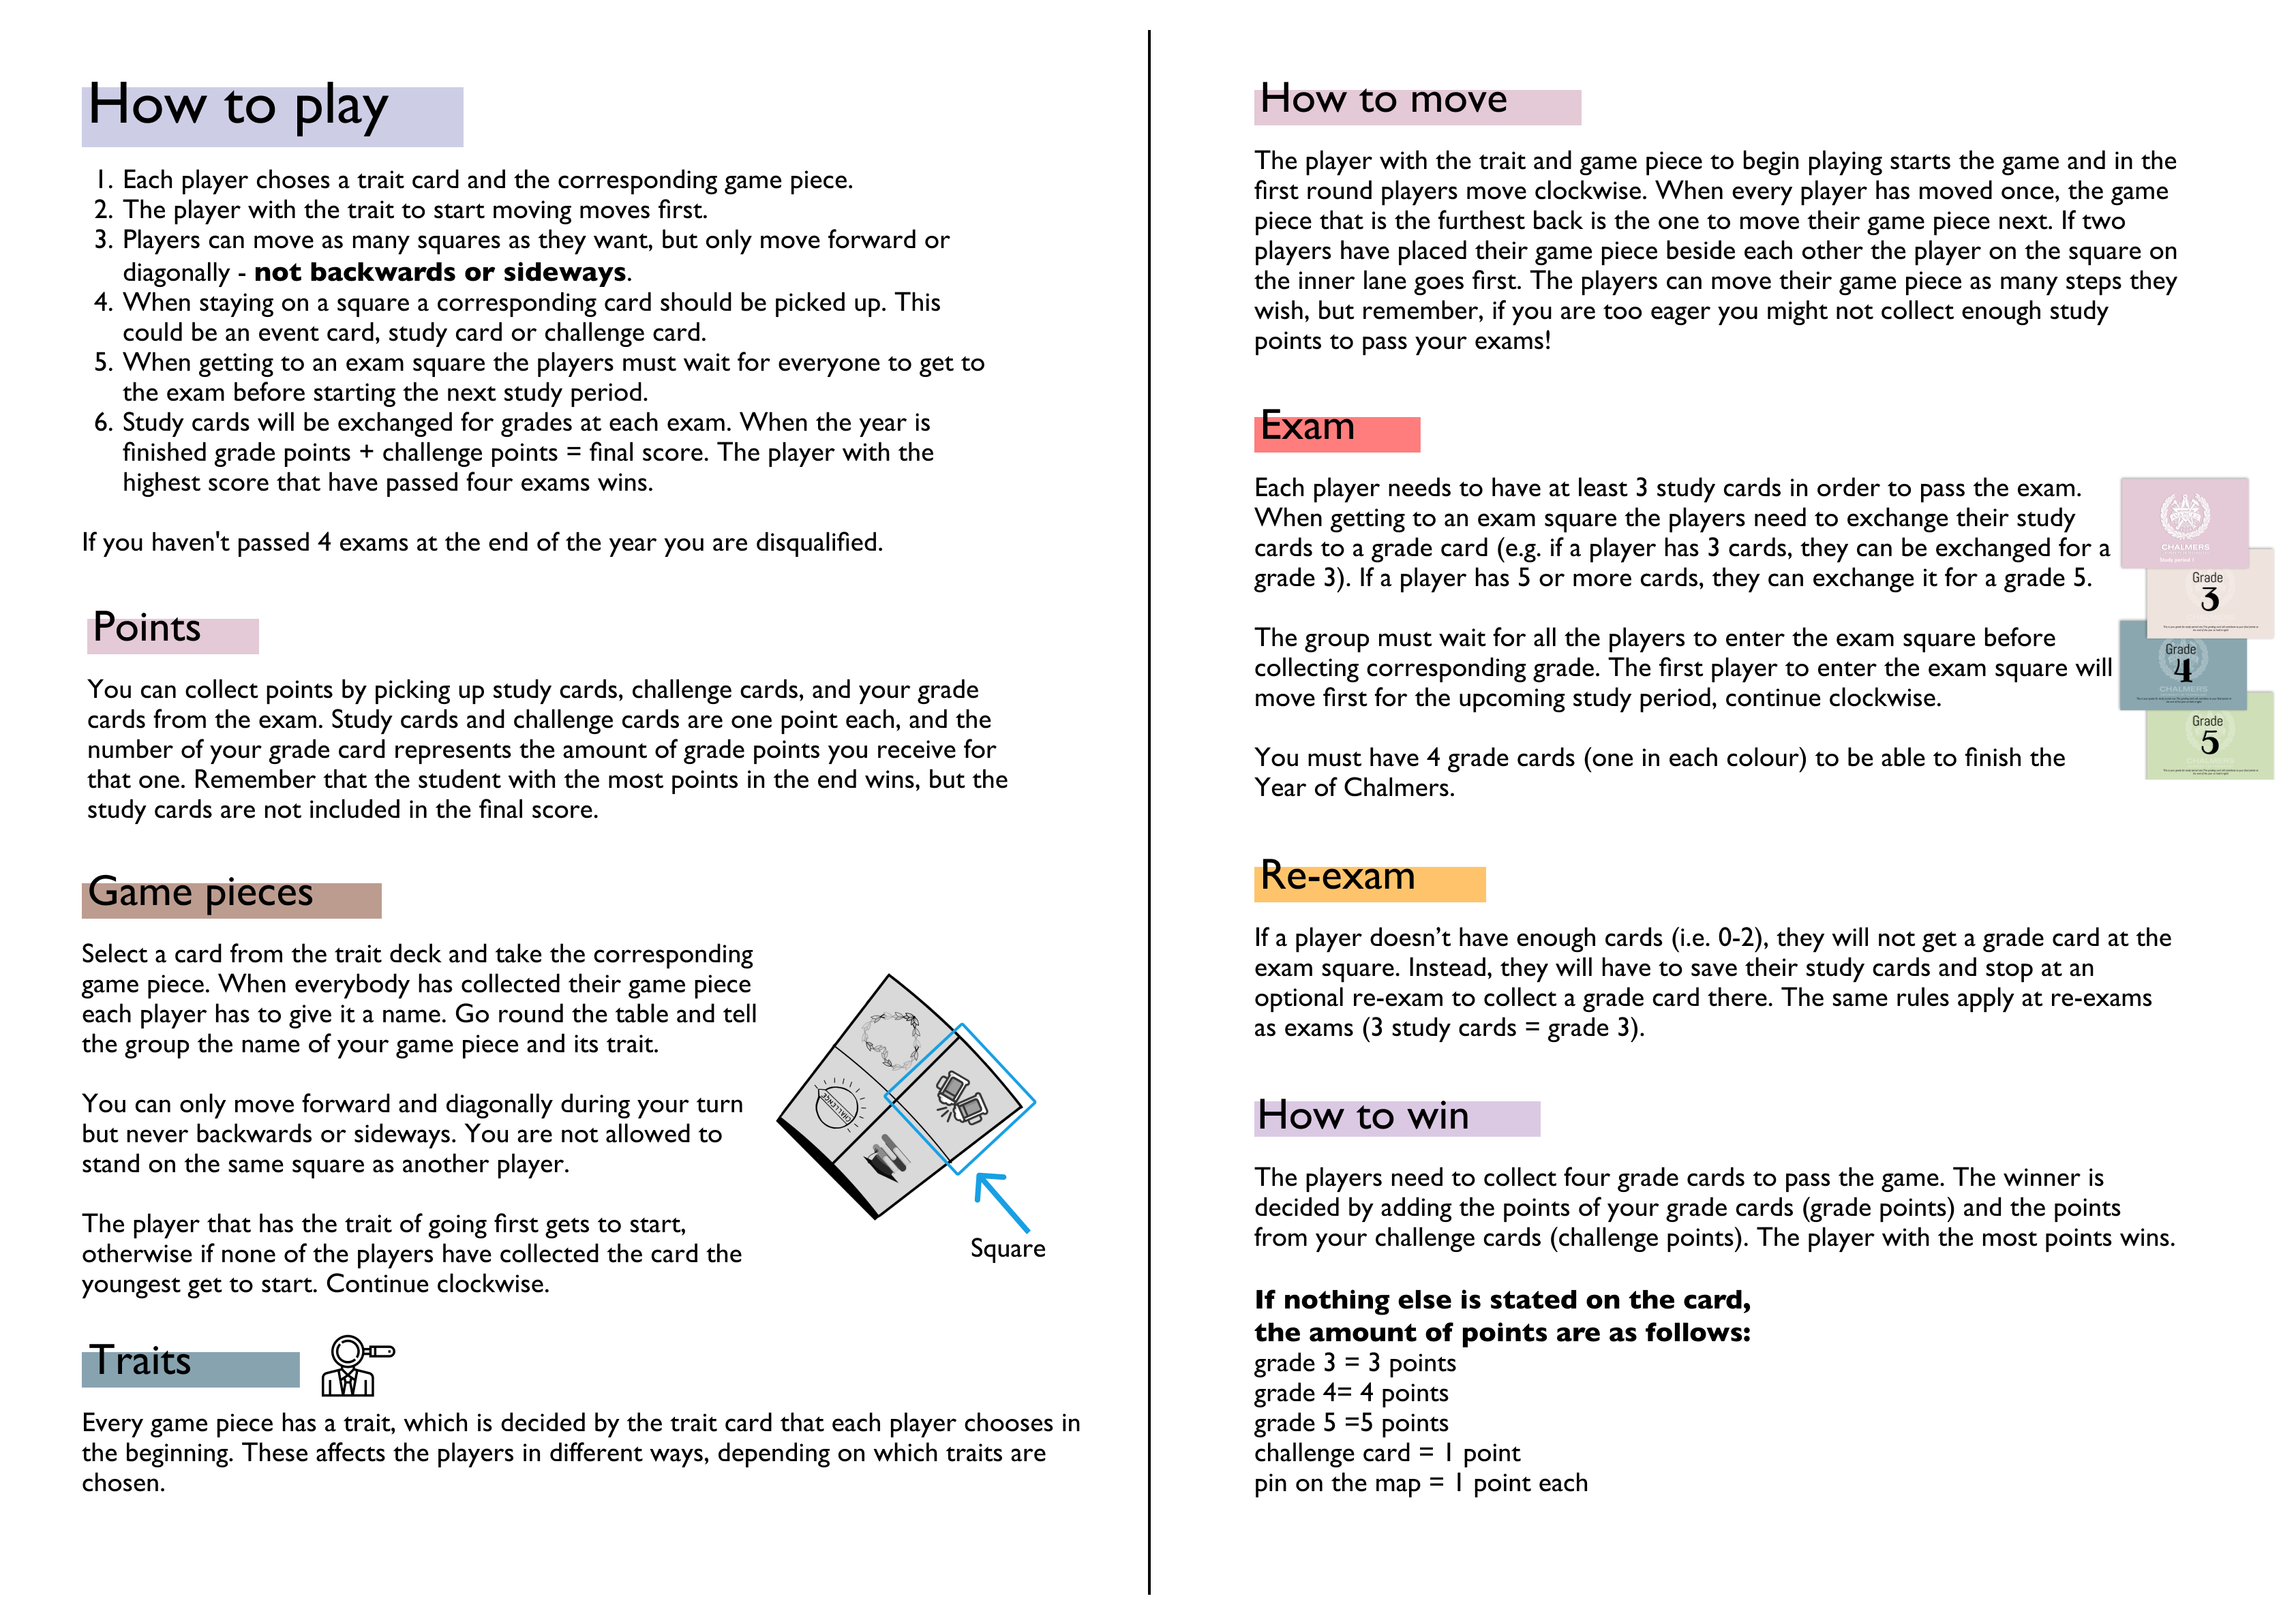 How to play
1. Each player choses a trait card and the corresponding game piece.
2. The player with the trait to start moving moves first.
3. Players can move as many squares as they want, but only move forward or
diagonally - not backwards or sideways.
4. When staying on a square a corresponding card should be picked up. This
could be an event card, study card or challenge card.
5. When getting to an exam square the players must wait for everyone to get to
the exam before starting the next study period.
6. Study cards will be exchanged for grades at each exam. When the year is
finished grade points + challenge points = final score. The player with the
highest score that have passed four exams wins.
If you haven't passed 4 exams at the end of the year you are disqualified.
Points
You can collect points by picking up study cards, challenge cards, and your grade
cards from the exam. Study cards and challenge cards are one point each, and the
number of your grade card represents the amount of grade points you receive for
that one. Remember that the student with the most points in the end wins, but the
study cards are not included in the final score.
Game pieces
Select a card from the trait deck and take the corresponding
game piece. When everybody has collected their game piece
each player has to give it a name. Go round the table and tell
the group the name of your game piece and its trait.
You can only move forward and diagonally during your turn
but never backwards or sideways. You are not allowed to
stand on the same square as another player.
The player that has the trait of going first gets to start,
otherwise if none of the players have collected the card the
youngest get to start. Continue clockwise.
CHALLENGE
Square
Traits
Every game piece has a trait, which is decided by the trait card that each player chooses in
the beginning. These affects the players in different ways, depending on which traits are
chosen.
How to move
The player with the trait and game piece to begin playing starts the game and in the
first round players move clockwise. When every player has moved once, the game
piece that is the furthest back is the one to move their game piece next. If two
players have placed their game piece beside each other the player on the square on
the inner lane goes first. The players can move their game piece as many steps they
wish, but remember, if you are too eager you might not collect enough study
points to pass your exams!
Exam
Each player needs to have at least 3 study cards in order to pass the exam.
When getting to an exam square the players need to exchange their study
cards to a grade card (e.g. if a player has 3 cards, they can be exchanged for a
grade 3). If a player has 5 or more cards, they can exchange it for a grade 5.
The group must wait for all the players to enter the exam square before
collecting corresponding grade. The first player to enter the exam square will
move first for the upcoming study period, continue clockwise.
You must have 4 grade cards (one in each colour) to be able to finish the
Year of Chalmers.
CHALMERS
Study period 1
Grade
3
Grade
4
CHALMERS
Grade
5
Re-exam
If a player doesn’t have enough cards (i.e. 0-2), they will not get a grade card at the
exam square. Instead, they will have to save their study cards and stop at an
optional re-exam to collect a grade card there. The same rules apply at re-exams
as exams (3 study cards = grade 3).
How to win
The players need to collect four grade cards to pass the game. The winner is
decided by adding the points of your grade cards (grade points) and the points
from your challenge cards (challenge points). The player with the most points wins.
If nothing else is stated on the card,
the amount of points are as follows:
grade 3 = 3 points
grade 4= 4 points
grade 5 =5 points
challenge card = 1 point
pin on the map = 1 point each